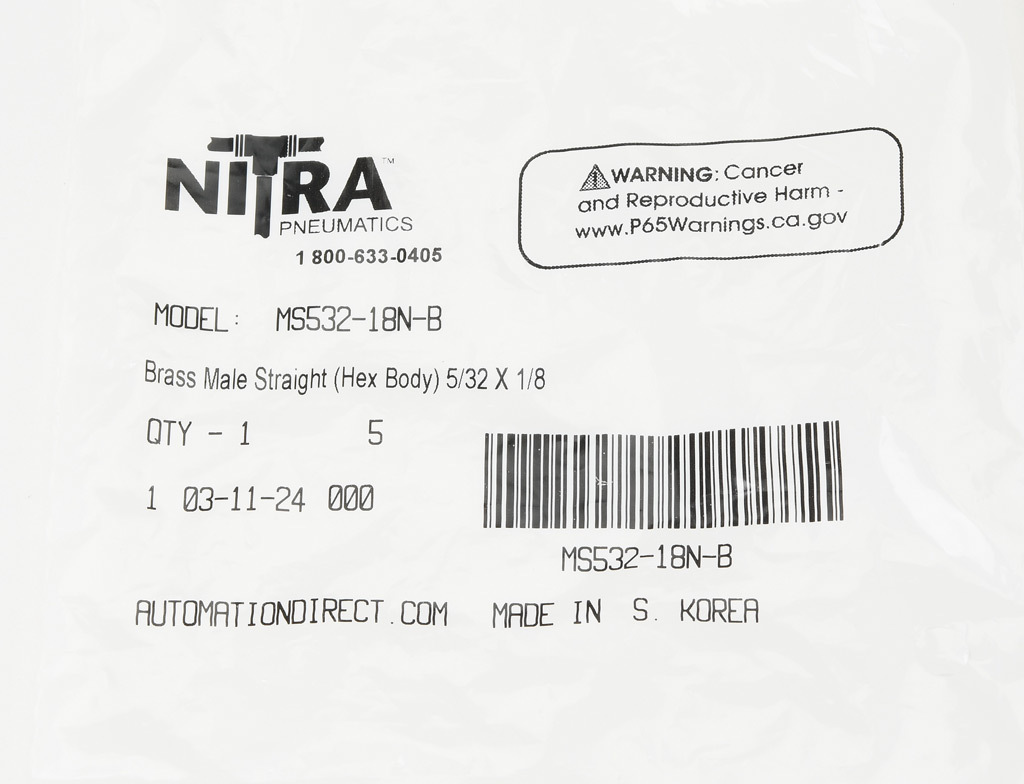 NITRA™
PNEUMATICS
1 800-633-0405
WARNING: Cancer
and Reproductive Harm -
www.P65Warnings.ca.gov
MODEL: MS532-18N-B
Brass Male Straight (Hex Body) 5/32 X 1/8
QTY - 1 5
1 03-11-24 000
MS532-18N-B
AUTOMATIONDIRECT.COM MADE IN S. KOREA